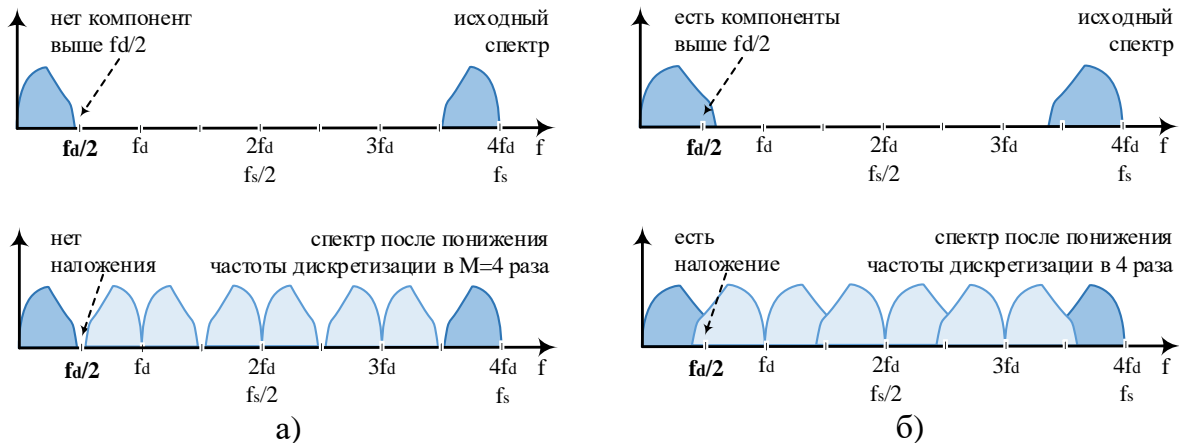 нет компонент
выше fd/2
исходный
спектр
fd/2
fd
2fd
3fd
4fd
f
fs/2
fs
нет
наложения
спектр после понижения
частоты дискретизации в M=4 раза
fd/2
fd
2fd
3fd
4fd
f
fs/2
fs
а)
есть компоненты
выше fd/2
исходный
спектр
fd/2
fd
2fd
3fd
4fd
f
fs/2
fs
есть
наложение
спектр после понижения
частоты дискретизации в 4 раза
fd/2
fd
2fd
3fd
4fd
f
fs/2
fs
б)